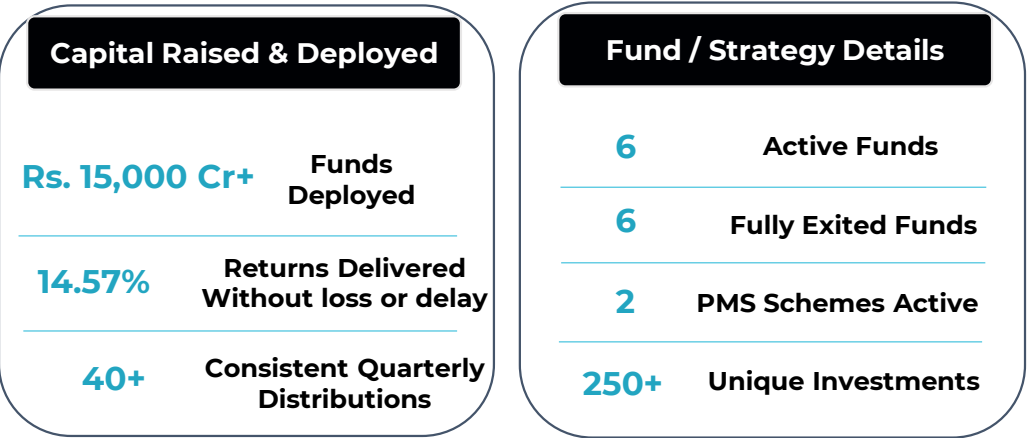 Capital Raised & Deployed
Rs. 15,000 Cr+
Funds
Deployed
14.57%
Returns Delivered
Without loss or delay
40+
Consistent Quarterly
Distributions
Fund / Strategy Details
6
Active Funds
6
Fully Exited Funds
2
PMS Schemes Active
250+
Unique Investments